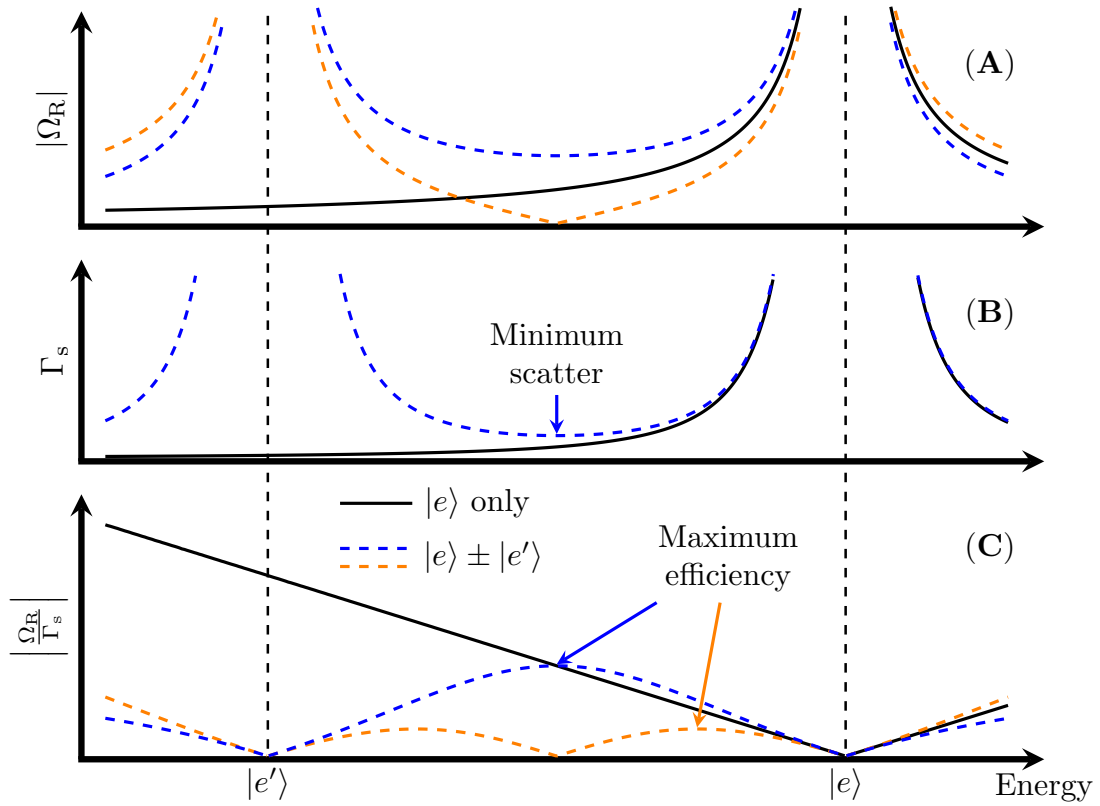 |Ω_R|
(A)
Γ_s
Minimum
scatter
(B)
|Ω_R/Γ_s|
|e⟩ only
|e⟩ ± |e′⟩
Maximum
efficiency
(C)
|e′⟩
|e⟩
Energy